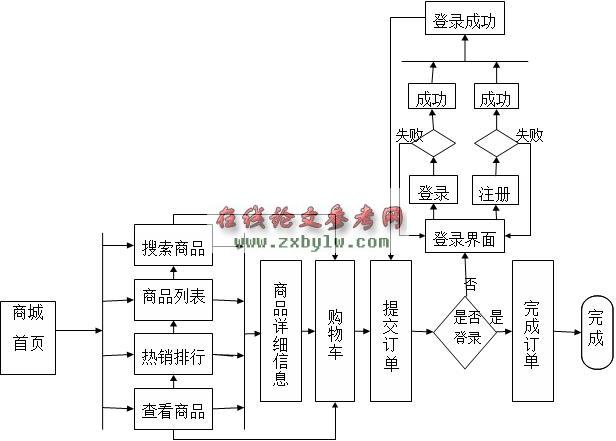 登录成功
成功
成功
失败
失败
登录
注册
登录界面
在线论文参考网
www.zxbylw.com
搜索商品
商品列表
热销排行
查看商品
商城
首页
商品详细信息
购物车
提交订单
否
是否
登录
是
完成订单
完成